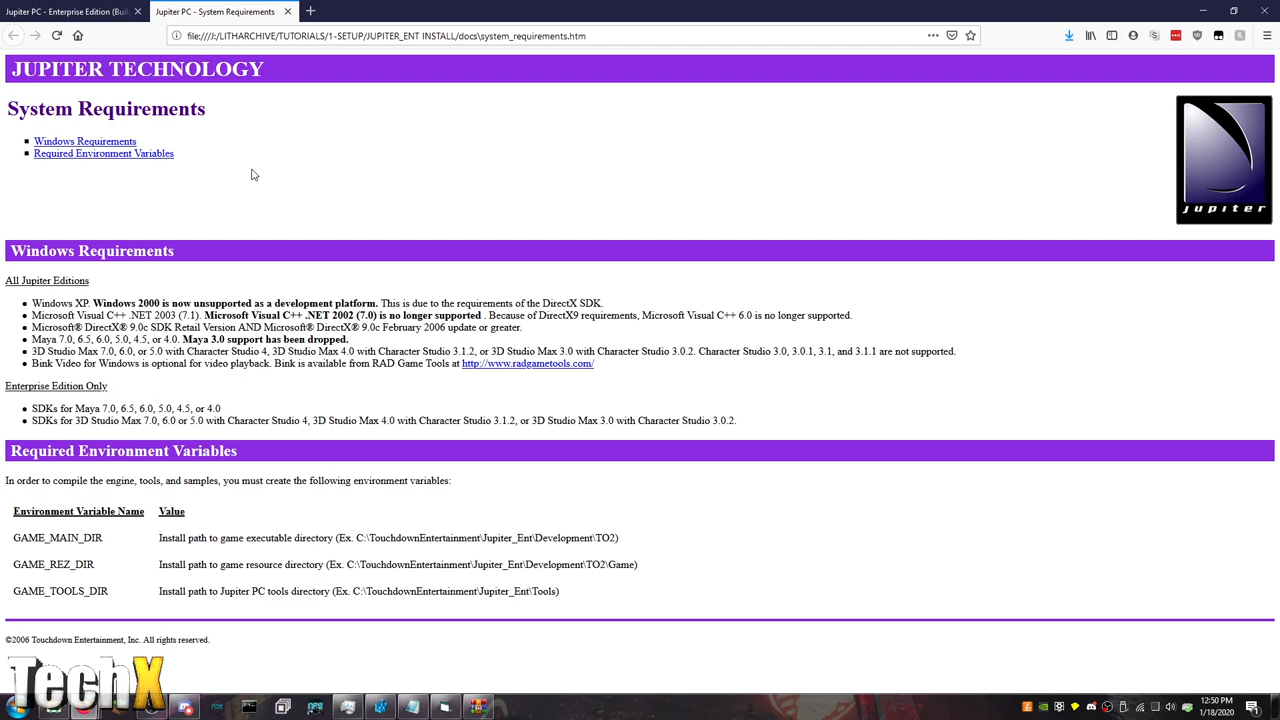 Jupiter PC - Enterprise Edition (Buil
Jupiter PC - System Requirements
file:///J:/LITHARCHIVE/TUTORIALS/1-SETUP/JUPITER_ENT INSTALL/docs\system_requirements.htm
JUPITER TECHNOLOGY
System Requirements
Windows Requirements
Required Environment Variables
jupiter
Windows Requirements
All Jupiter Editions
Windows XP. Windows 2000 is now unsupported as a development platform. This is due to the requirements of the DirectX SDK.
Microsoft Visual C++ .NET 2003 (7.1). Microsoft Visual C++ .NET 2002 (7.0) is no longer supported . Because of DirectX9 requirements, Microsoft Visual C++ 6.0 is no longer supported.
Microsoft® DirectX® 9.0c SDK Retail Version AND Microsoft® DirectX® 9.0c February 2006 update or greater.
Maya 7.0, 6.5, 6.0, 5.0, 4.5, or 4.0. Maya 3.0 support has been dropped.
3D Studio Max 7.0, 6.0, or 5.0 with Character Studio 4, 3D Studio Max 4.0 with Character Studio 3.1.2, or 3D Studio Max 3.0 with Character Studio 3.0.2. Character Studio 3.0, 3.0.1, 3.1, and 3.1.1 are not supported.
Bink Video for Windows is optional for video playback. Bink is available from RAD Game Tools at http://www.radgametools.com/
Enterprise Edition Only
SDKs for Maya 7.0, 6.5, 6.0, 5.0, 4.5, or 4.0
SDKs for 3D Studio Max 7.0, 6.0 or 5.0 with Character Studio 4, 3D Studio Max 4.0 with Character Studio 3.1.2, or 3D Studio Max 3.0 with Character Studio 3.0.2.
Required Environment Variables
In order to compile the engine, tools, and samples, you must create the following environment variables:
Environment Variable Name Value
GAME_MAIN_DIR Install path to game executable directory (Ex. C:\TouchdownEntertainment\Jupiter_Ent\Development\TO2)
GAME_REZ_DIR Install path to game resource directory (Ex. C:\TouchdownEntertainment\Jupiter_Ent\Development\TO2\Game)
GAME_TOOLS_DIR Install path to Jupiter PC tools directory (Ex. C:\TouchdownEntertainment\Jupiter_Ent\Tools)
©2006 Touchdown Entertainment, Inc. All rights reserved.
TechX
12:50 PM
1/18/2020